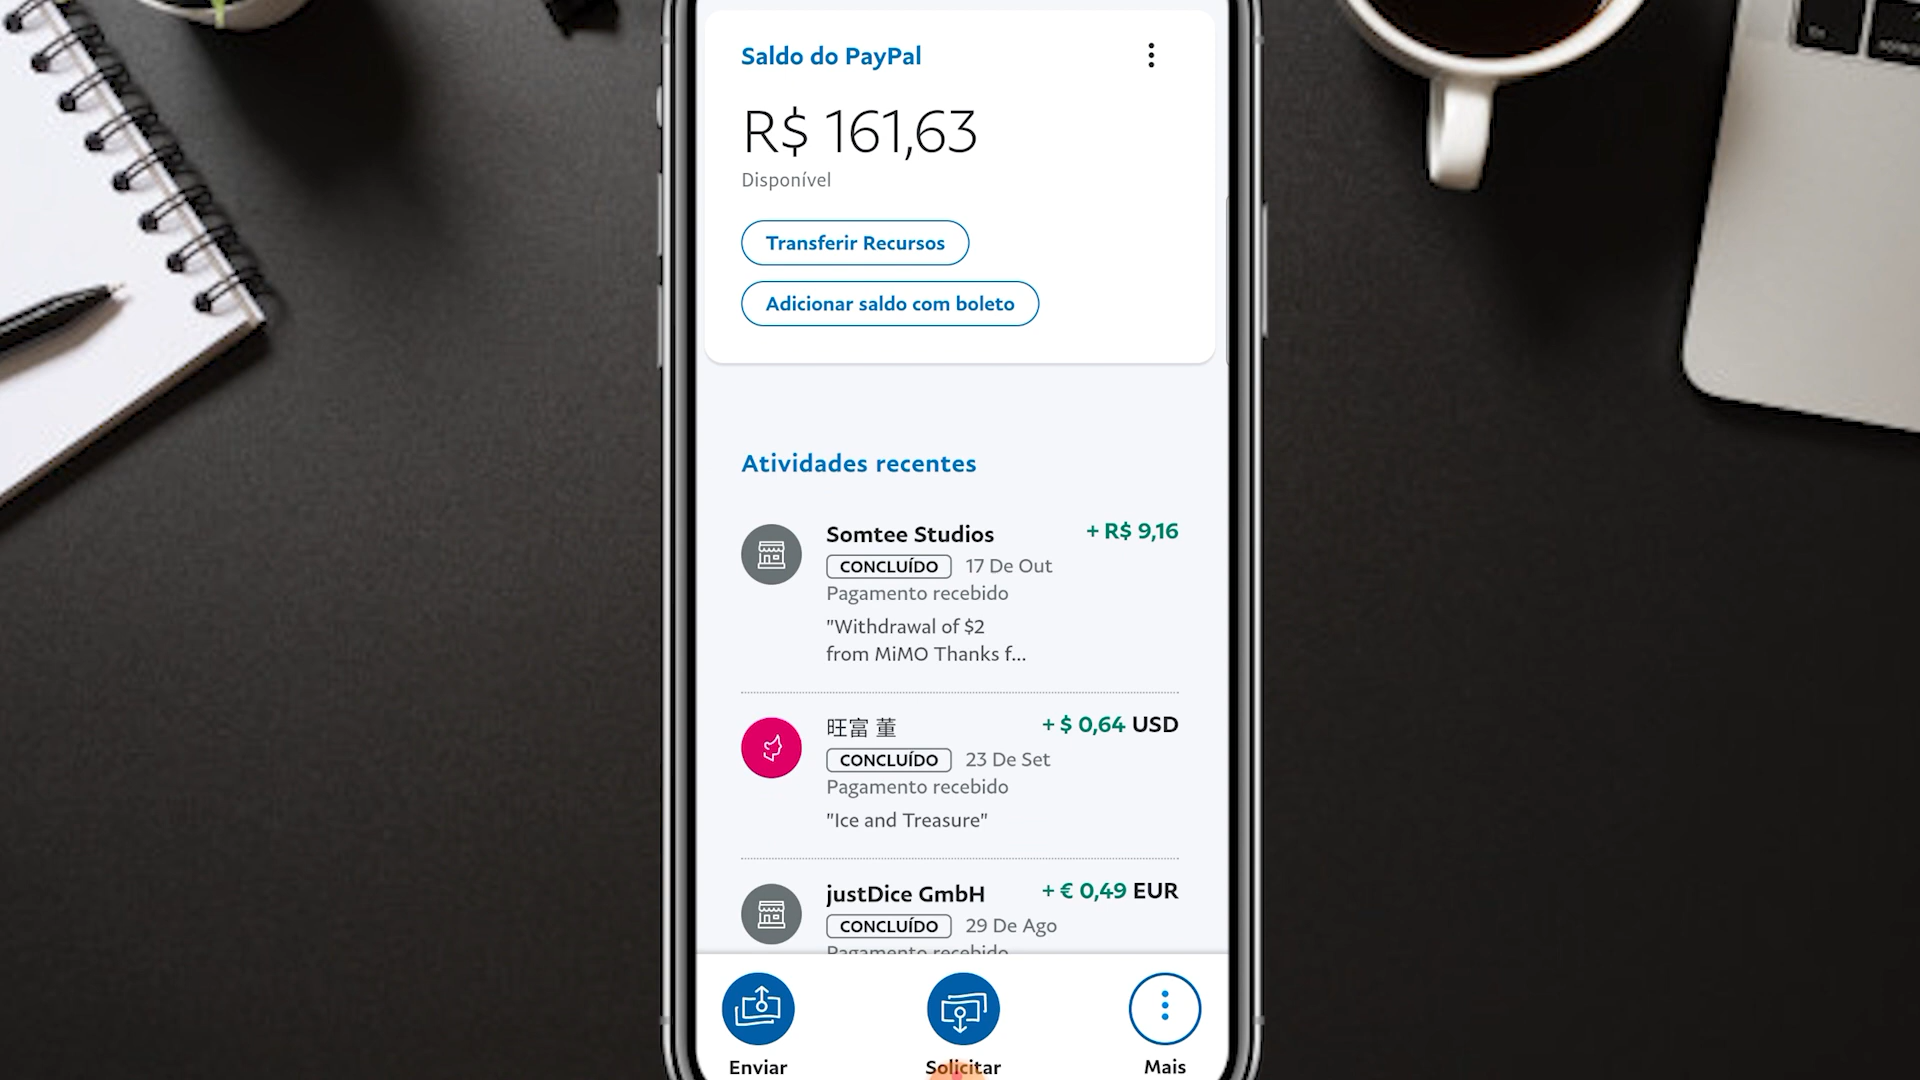 Saldo do PayPal
R$ 161,63
Disponível
Transferir Recursos
Adicionar saldo com boleto
Atividades recentes
Somtee Studios
+ R$ 9,16
CONCLUÍDO 17 De Out
Pagamento recebido
"Withdrawal of $2
from MiMO Thanks f...
旺富 董
+ $ 0,64 USD
CONCLUÍDO 23 De Set
Pagamento recebido
"Ice and Treasure"
justDice GmbH
+ € 0,49 EUR
CONCLUÍDO 29 De Ago
Pagamento recebido
Enviar
Solicitar
Mais